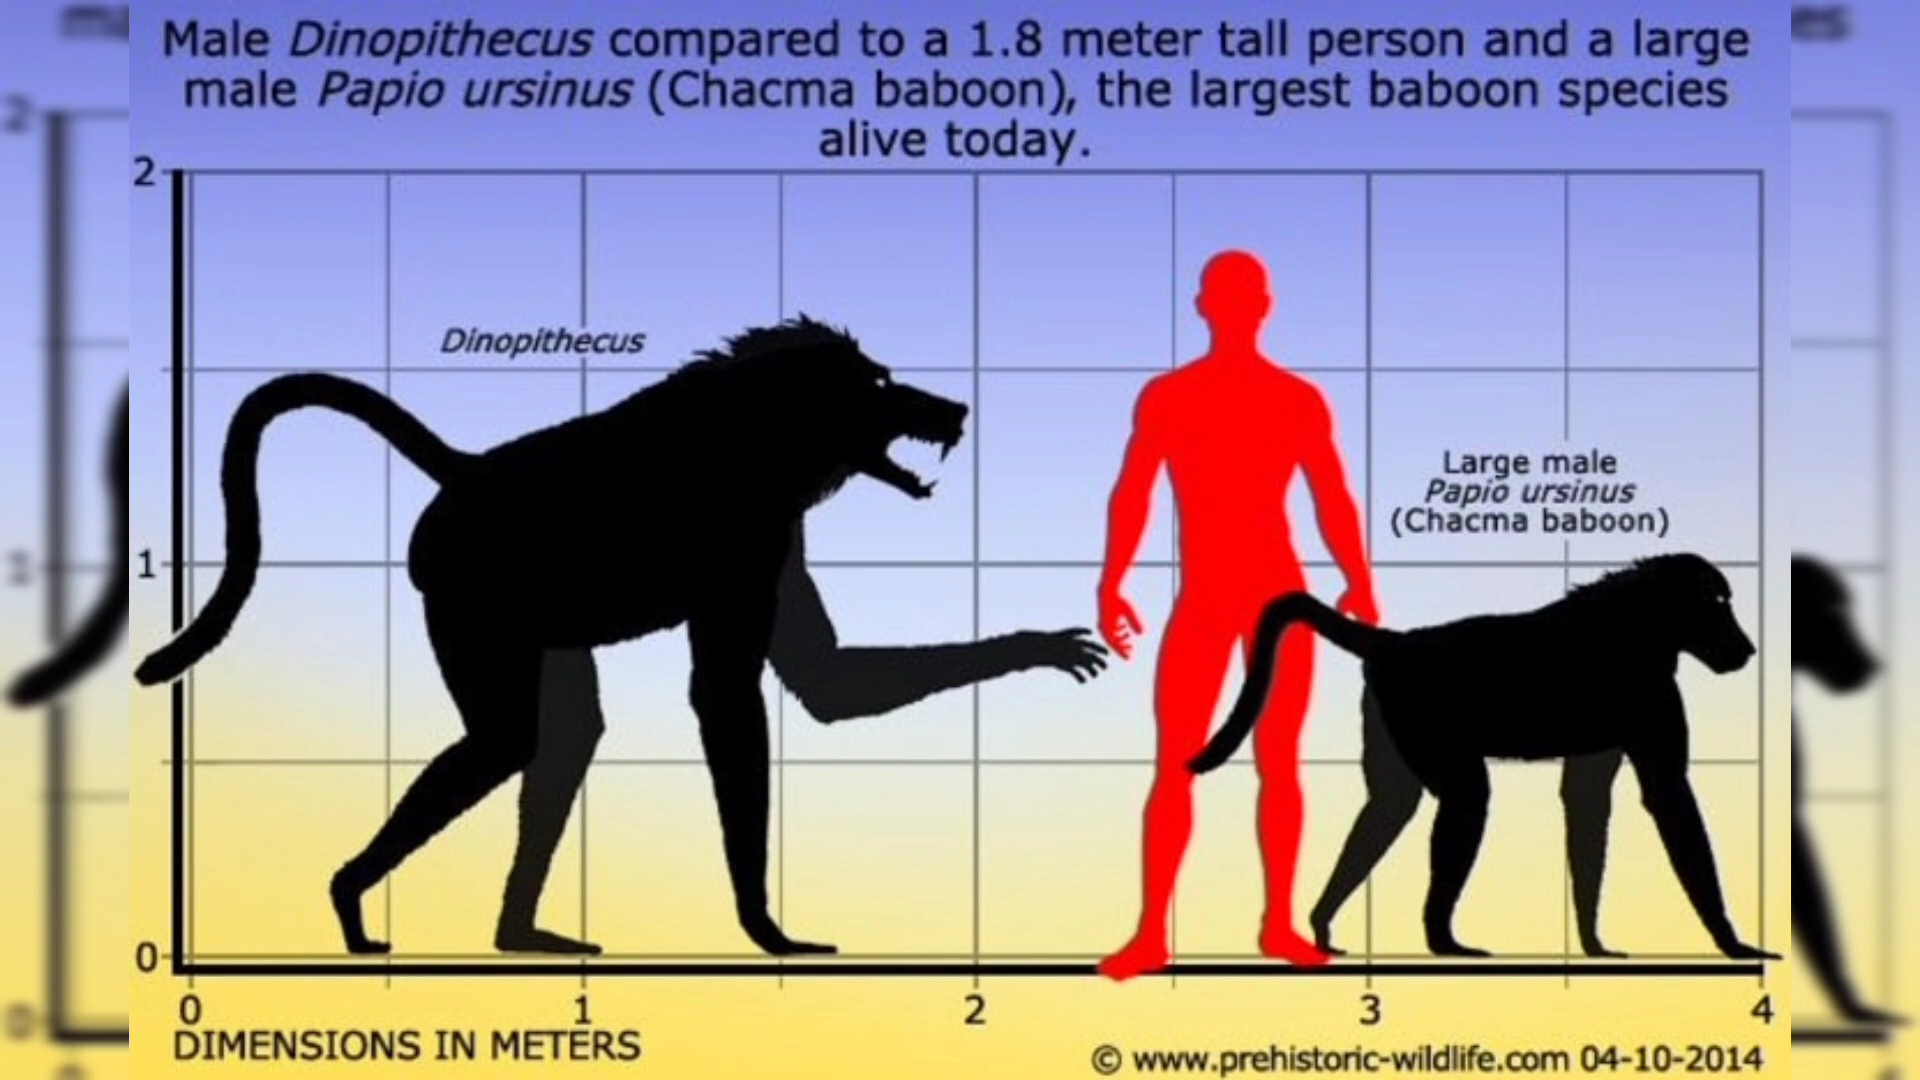 Male Dinopithecus compared to a 1.8 meter tall person and a large
male Papio ursinus (Chacma baboon), the largest baboon species
alive today.
2
Dinopithecus
Large male
Papio ursinus
(Chacma baboon)
1
0
0 1 2 3 4
DIMENSIONS IN METERS
© www.prehistoric-wildlife.com 04-10-2014